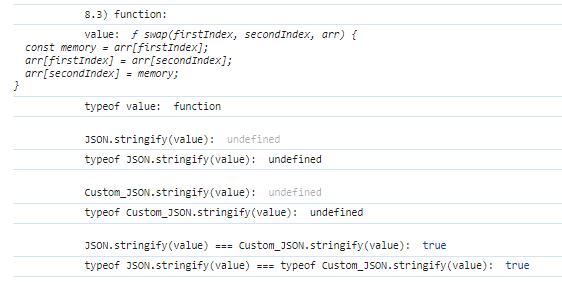 8.3) function:
value: ƒ swap(firstIndex, secondIndex, arr) {
const memory = arr[firstIndex];
arr[firstIndex] = arr[secondIndex];
arr[secondIndex] = memory;
}
typeof value: function
JSON.stringify(value): undefined
typeof JSON.stringify(value): undefined
Custom_JSON.stringify(value): undefined
typeof Custom_JSON.stringify(value): undefined
JSON.stringify(value) === Custom_JSON.stringify(value): true
typeof JSON.stringify(value) === typeof Custom_JSON.stringify(value): true